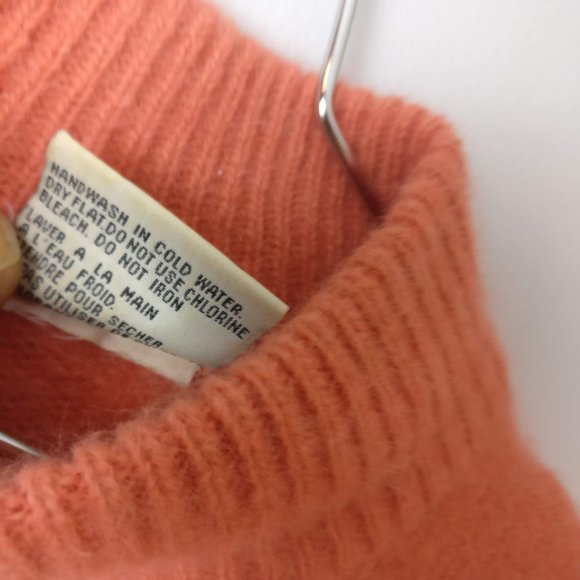 HANDWASH IN COLD WATER.
DRY FLAT. DO NOT USE CHLORINE
BLEACH. DO NOT IRON
LAVER A LA MAIN
A L'EAU FROID.
POUR SECHER
UTILISER